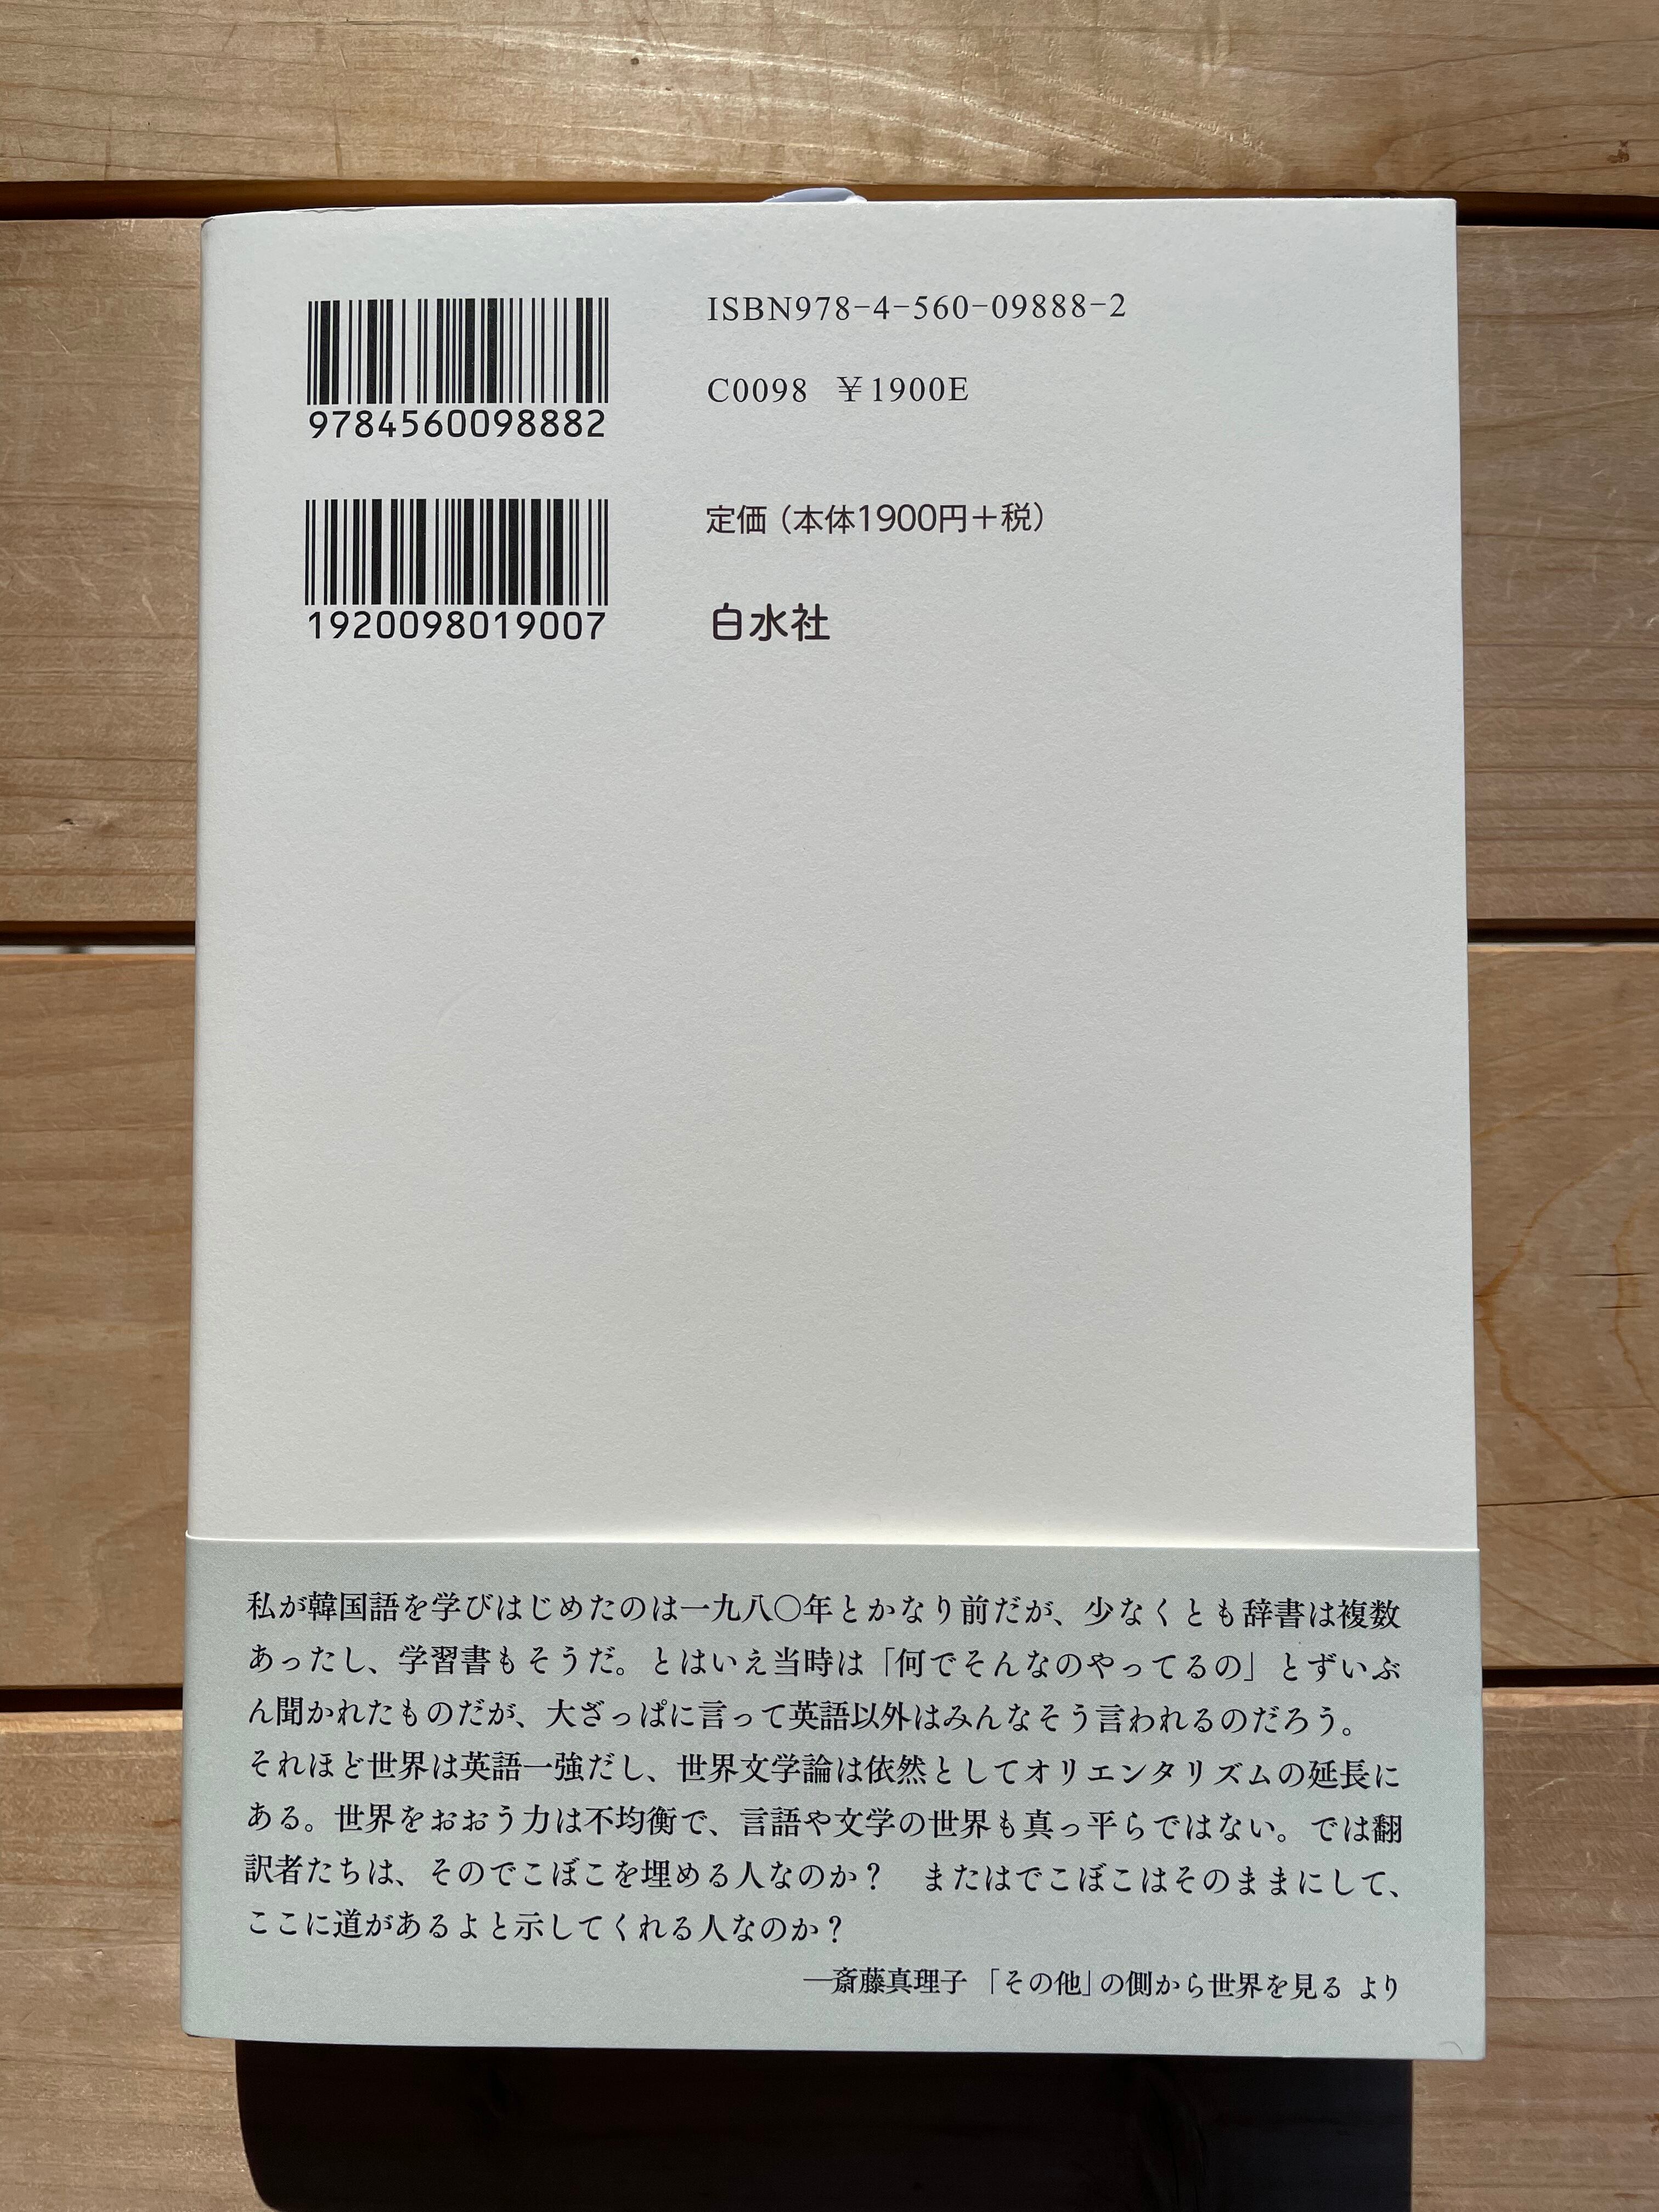 ISBN978-4-560-09888-2
C0098 ￥1900E
9784560098882
定価（本体1900円＋税）
1920098019007
白水社
私が韓国語を学びはじめたのは一九八〇年とかなり前だが、少なくとも辞書は複数
あったし、学習書もそうだ。とはいえ当時は「何でそんなのやってるの」とずいぶ
ん聞かれたものだが、大ざっぱに言って英語以外はみんなそう言われるのだろう。
それほど世界は英語一強だし、世界文学論は依然としてオリエンタリズムの延長に
ある。世界をおおう力は不均衡で、言語や文学の世界も真っ平らではない。では翻
訳者たちは、そのでこぼこを埋める人なのか？　またはでこぼこはそのままにして、
ここに道があるよと示してくれる人なのか？
―斎藤真理子 「その他」の側から世界を見る より